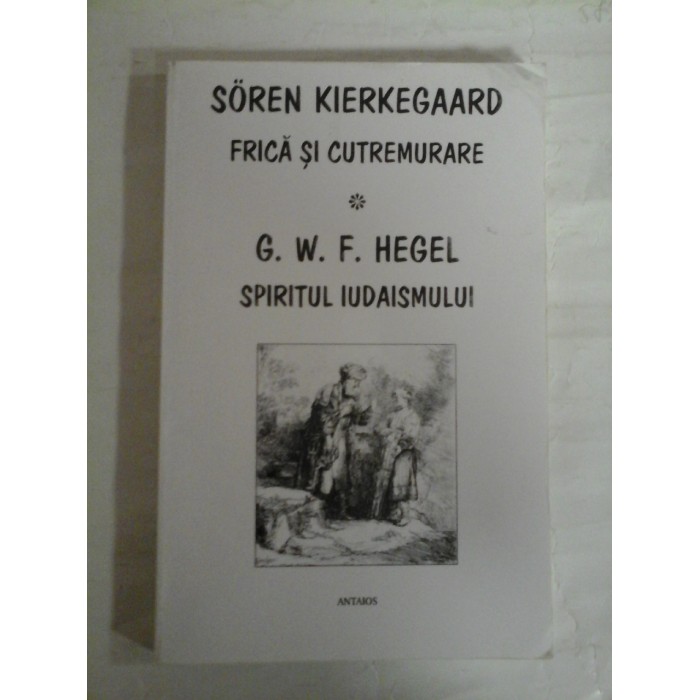 SÖREN KIERKEGAARD
FRICĂ ȘI CUTREMURARE
G. W. F. HEGEL
SPIRITUL IUDAISMULUI
ANTAIOS